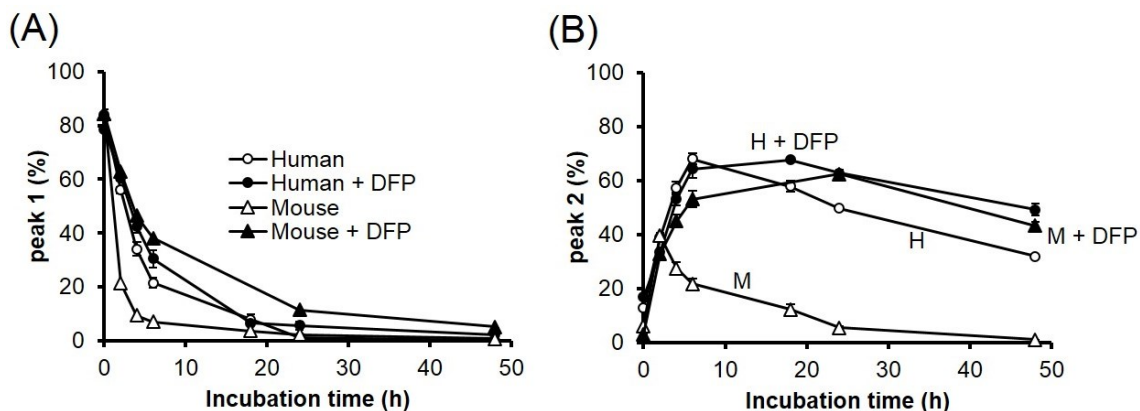 (A)
100
80
60
40
20
0
0 10 20 30 40 50
peak 1 (%)
Incubation time (h)
Human
Human + DFP
Mouse
Mouse + DFP
(B)
100
80
60
40
20
0
0 10 20 30 40 50
peak 2 (%)
Incubation time (h)
H + DFP
H
M + DFP
M